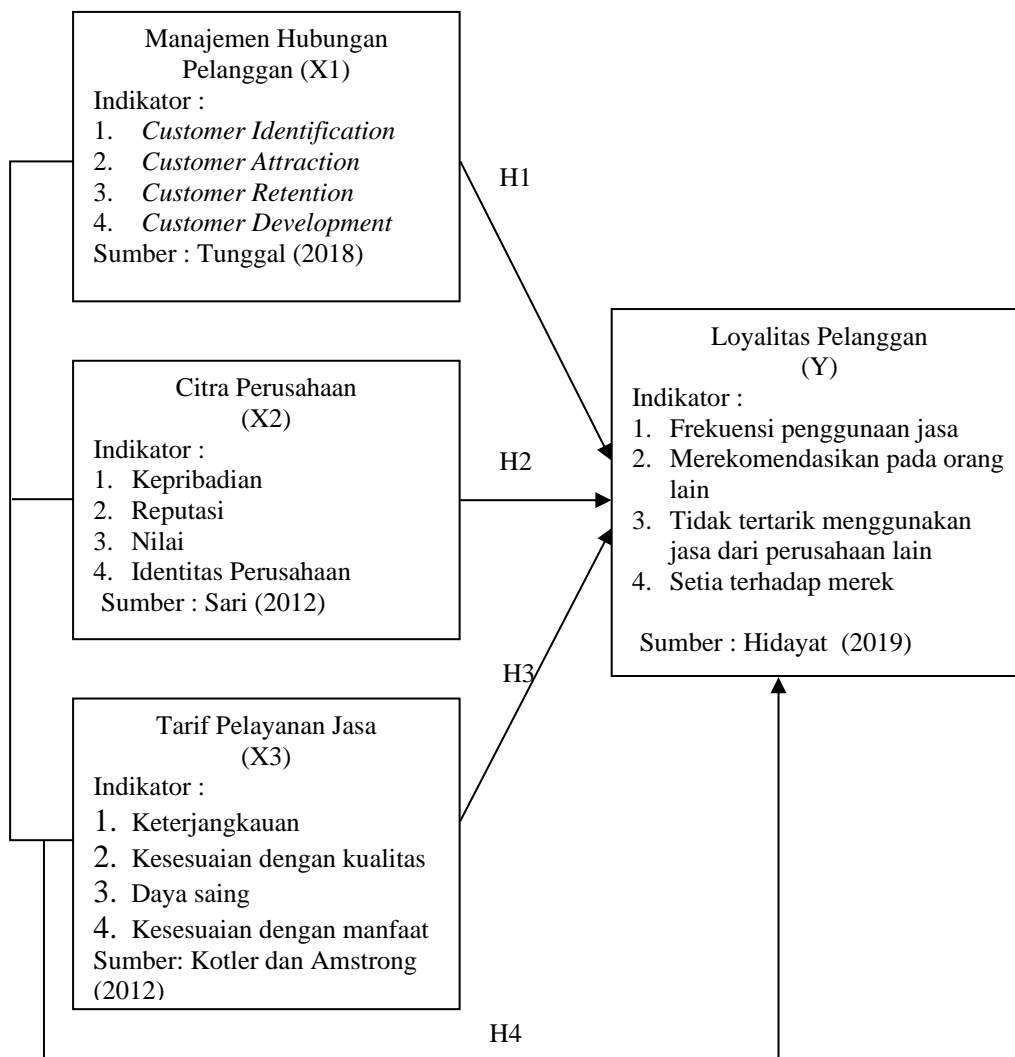 Manajemen Hubungan
Pelanggan (X1)
Indikator :
1. Customer Identification
2. Customer Attraction
3. Customer Retention
4. Customer Development
Sumber : Tunggal (2018)
H1
Citra Perusahaan
(X2)
Indikator :
1. Kepribadian
2. Reputasi
3. Nilai
4. Identitas Perusahaan
Sumber : Sari (2012)
H2
Loyalitas Pelanggan
(Y)
Indikator :
1. Frekuensi penggunaan jasa
2. Merekomendasikan pada orang
lain
3. Tidak tertarik menggunakan
jasa dari perusahaan lain
4. Setia terhadap merek
Sumber : Hidayat (2019)
H3
Tarif Pelayanan Jasa
(X3)
Indikator :
1. Keterjangkauan
2. Kesesuaian dengan kualitas
3. Daya saing
4. Kesesuaian dengan manfaat
Sumber: Kotler dan Amstrong
(2012)
H4